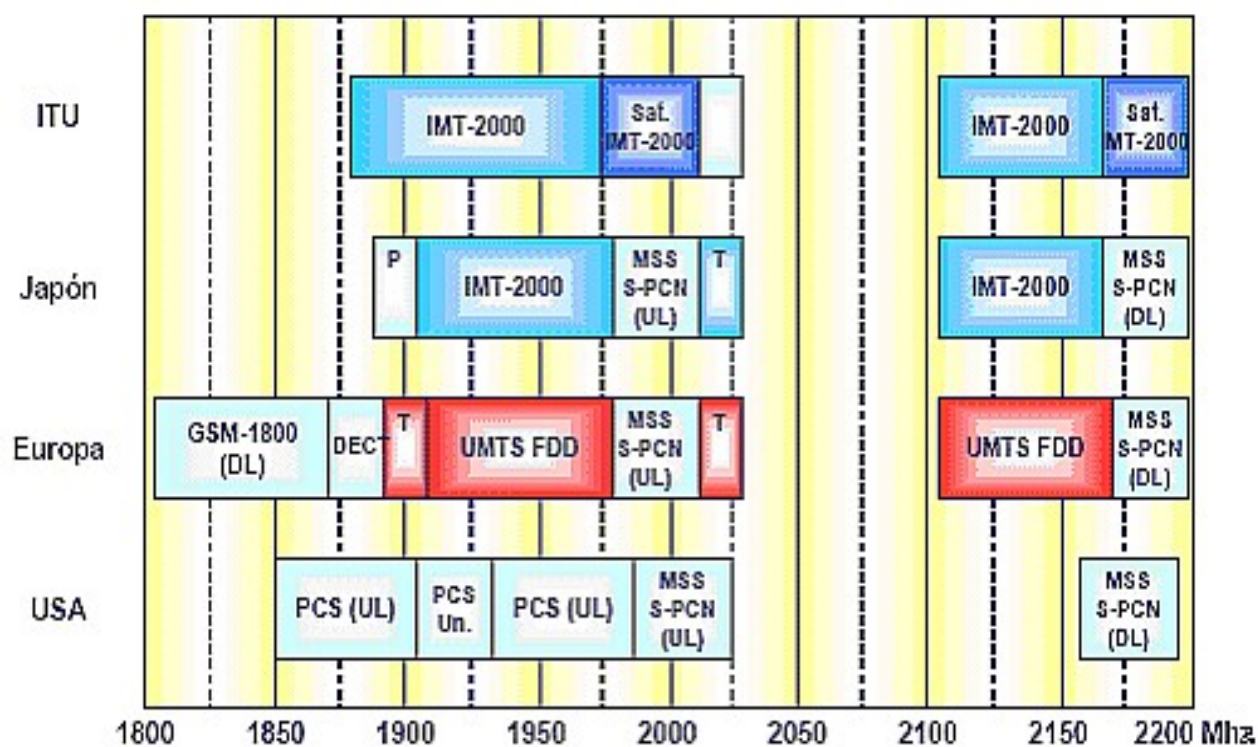 ITU
IMT-2000
Sat.
IMT-2000
IMT-2000
Sat.
MT-2000
Japón
P
IMT-2000
MSS
S-PCN
(UL)
T
IMT-2000
MSS
S-PCN
(DL)
Europa
GSM-1800
(DL)
DECT
T
UMTS FDD
MSS
S-PCN
(UL)
T
UMTS FDD
MSS
S-PCN
(DL)
USA
PCS (UL)
PCS
Un.
PCS (UL)
MSS
S-PCN
(UL)
MSS
S-PCN
(DL)
1800 1850 1900 1950 2000 2050 2100 2150 2200 Mhz